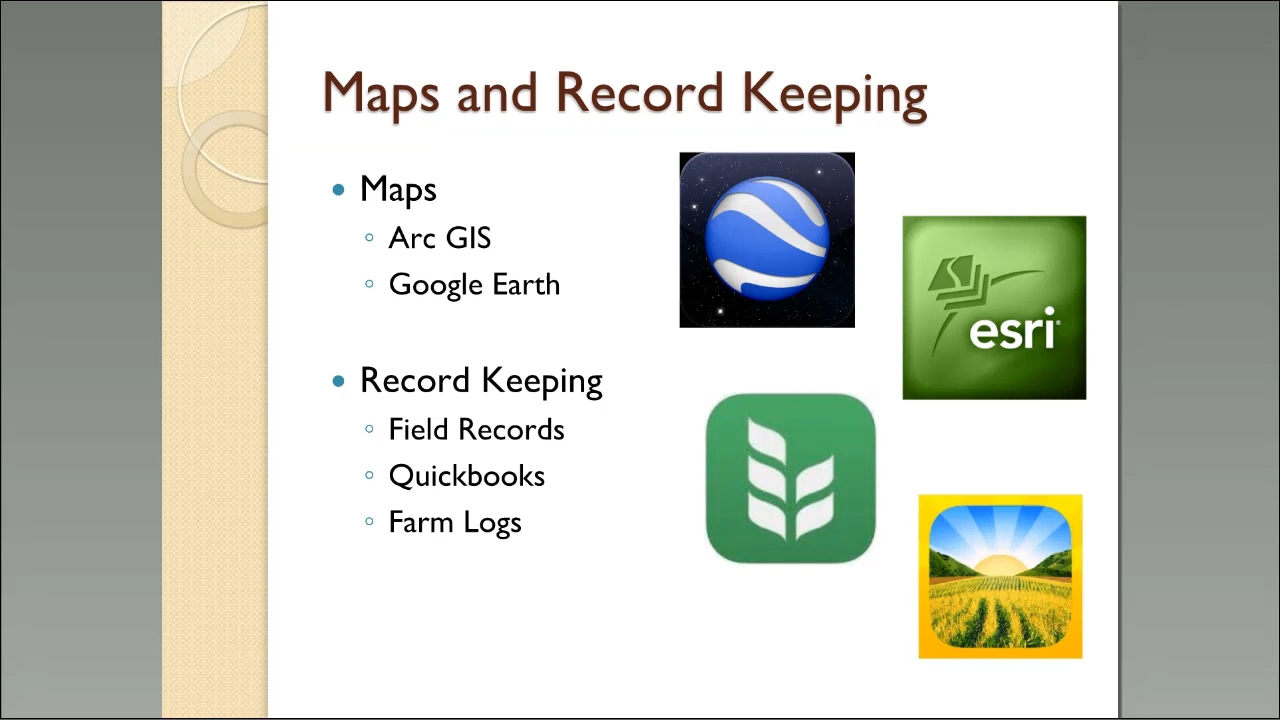 Maps and Record Keeping
Maps
Arc GIS
Google Earth
Record Keeping
Field Records
Quickbooks
Farm Logs
esri®